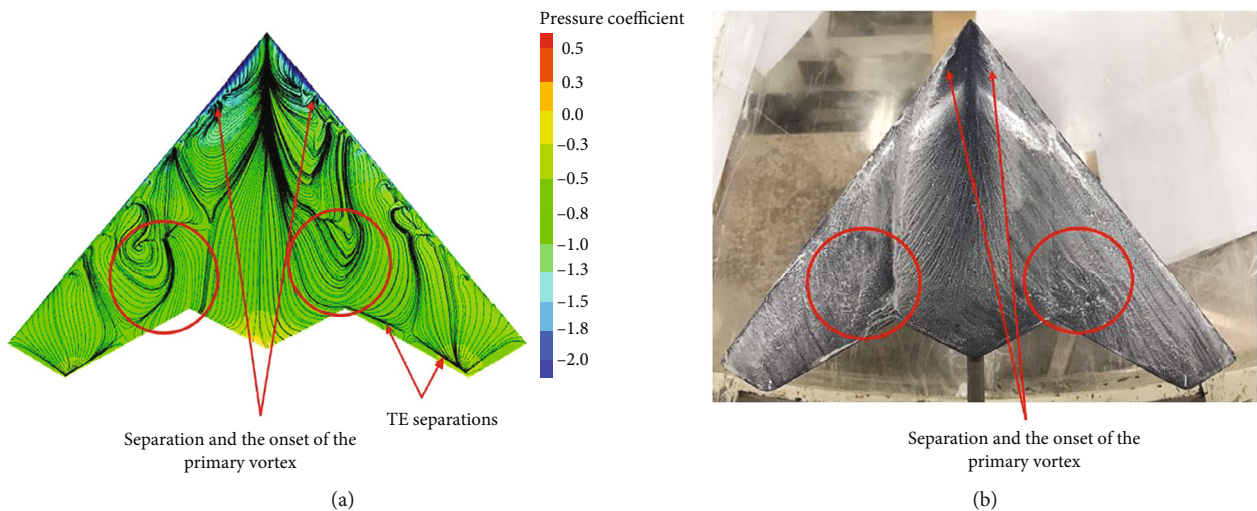 Pressure coefficient
0.5
0.3
0.0
–0.3
–0.5
–0.8
–1.0
–1.3
–1.5
–1.8
–2.0
TE separations
Separation and the onset of the
primary vortex
(a)
Separation and the onset of the
primary vortex
(b)